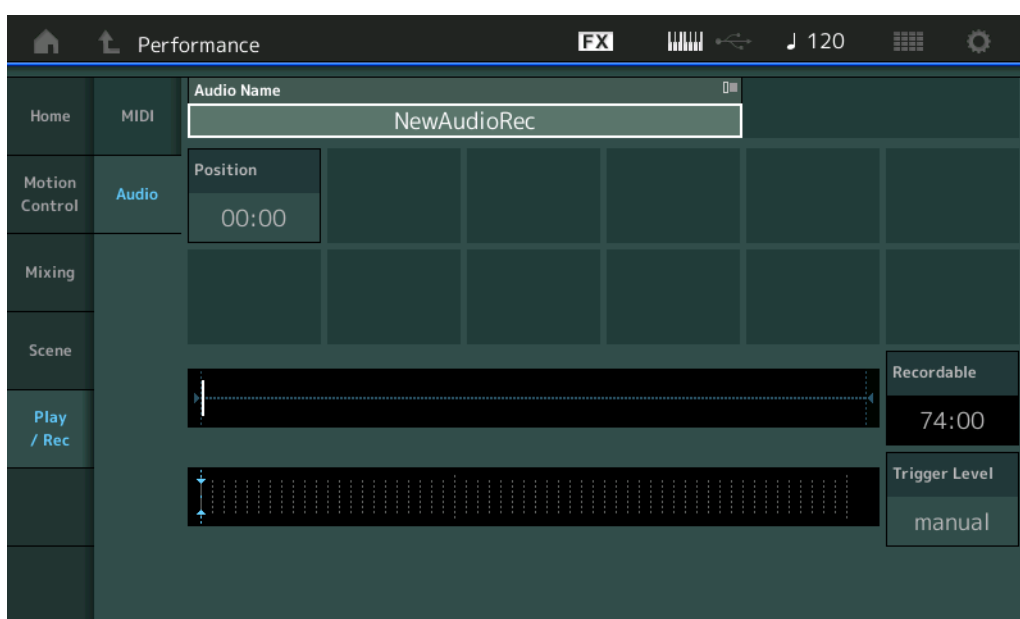 Performance
FX
120
Home
MIDI
Audio Name
NewAudioRec
Motion
Control
Audio
Position
00:00
Mixing
Scene
Play
/ Rec
Recordable
74:00
Trigger Level
manual